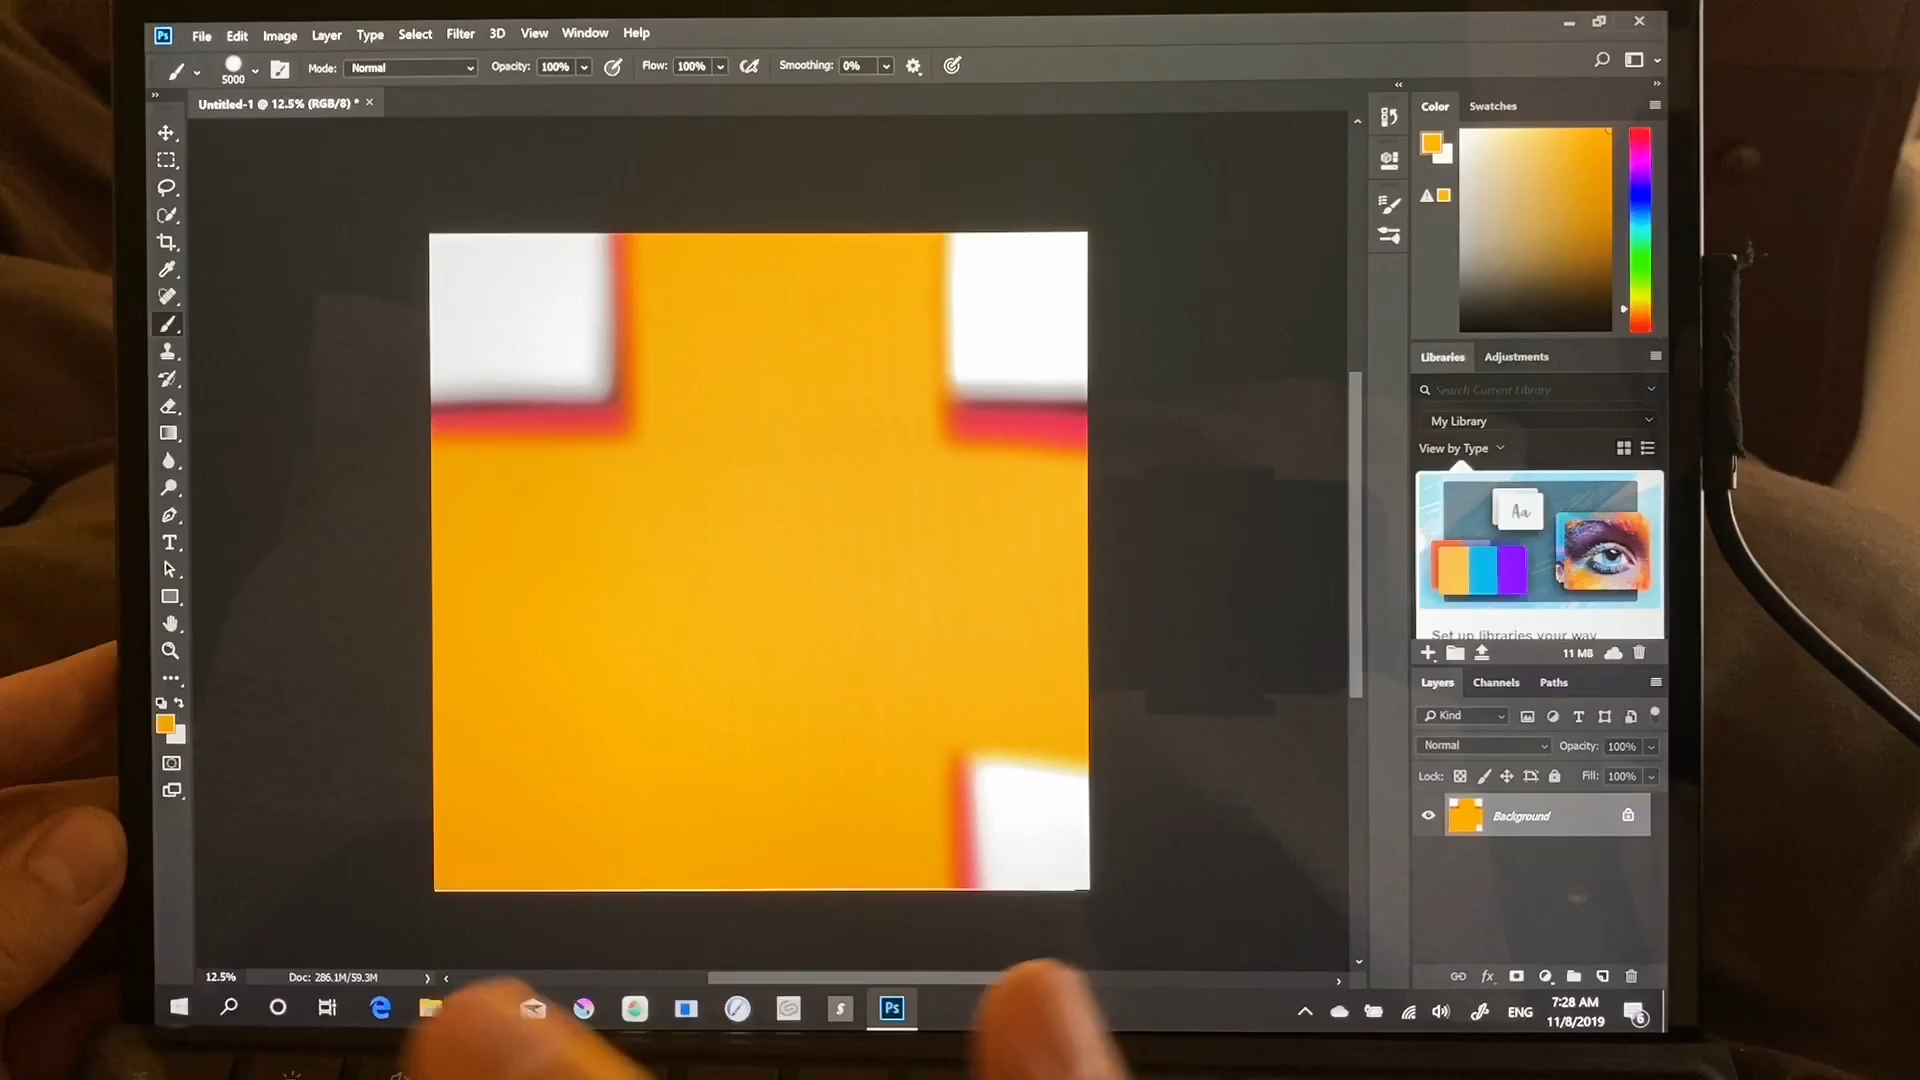 Ps File Edit Image Layer Type Select Filter 3D View Window Help
5000 Mode: Normal Opacity: 100% Flow: 100% Smoothing: 0%
Untitled-1 @ 12.5% (RGB/8) *
Color Swatches
Libraries Adjustments
Search Current Library
My Library
View by Type
Aa
Set up libraries your way
11 MB
Layers Channels Paths
Kind
Normal Opacity: 100%
Lock: Fill: 100%
Background
12.5% Doc: 286.1M/59.3M
Ps
ENG
7:28 AM
11/8/2019
6